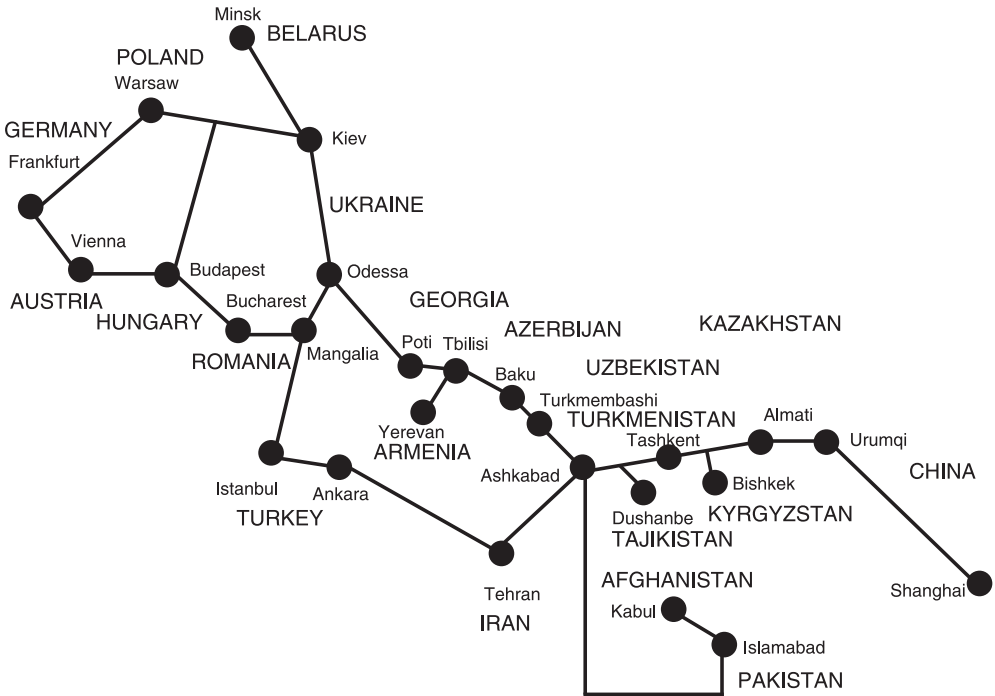 Minsk
BELARUS
POLAND
Warsaw
GERMANY
Kiev
Frankfurt
UKRAINE
Vienna
Budapest
Odessa
AUSTRIA
Bucharest
GEORGIA
HUNGARY
AZERBIJAN
KAZAKHSTAN
ROMANIA
Mangalia
Poti
Tbilisi
UZBEKISTAN
Baku
Turkmembashi
TURKMENISTAN
Almati
Yerevan
ARMENIA
Tashkent
Urumqi
Ashkabad
CHINA
Istanbul
Ankara
Bishkek
TURKEY
Dushanbe
KYRGYZSTAN
TAJIKISTAN
Tehran
AFGHANISTAN
Shanghai
IRAN
Kabul
Islamabad
PAKISTAN